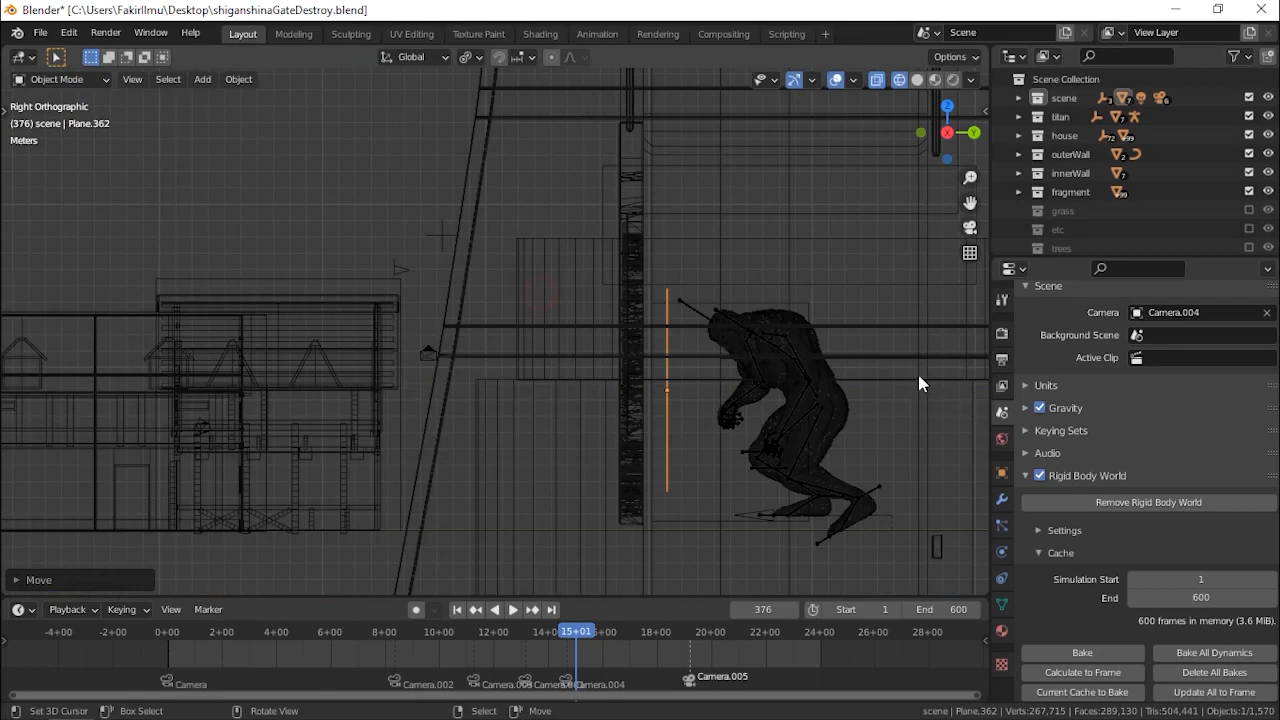 Blender* [C:\Users\FakirIlmu\Desktop\shiganshinaGateDestroy.blend]
File Edit Render Window Help Layout Modeling Sculpting UV Editing Texture Paint Shading Animation Rendering Compositing Scripting + Scene View Layer
Global Options
Object Mode View Select Add Object
Right Orthographic
(376) scene | Plane.362
Meters
Z
Y
X
Scene Collection
scene 3 7 6
titan 7
house 72 99
outerWall 2
innerWall 7
fragment 99
grass
etc
trees
Scene
Camera Camera.004
Background Scene
Active Clip
Units
Gravity
Keying Sets
Audio
Rigid Body World
Remove Rigid Body World
Settings
Cache
Simulation Start 1
End 600
600 frames in memory (3.6 MiB).
Bake Bake All Dynamics
Calculate to Frame Delete All Bakes
Current Cache to Bake Update All to Frame
Move
Playback Keying View Marker 376 Start 1 End 600
-4+00 -2+00 0+00 2+00 4+00 6+00 8+00 10+00 12+00 15+01 18+00 20+00 22+00 24+00 26+00 28+00
Camera Camera.002 Camera.004 Camera.005
Set 3D Cursor Box Select Rotate View Select Move scene | Plane.362 | Verts:267,715 | Faces:289,130 | Tris:504,441 | Objects:1/1,570